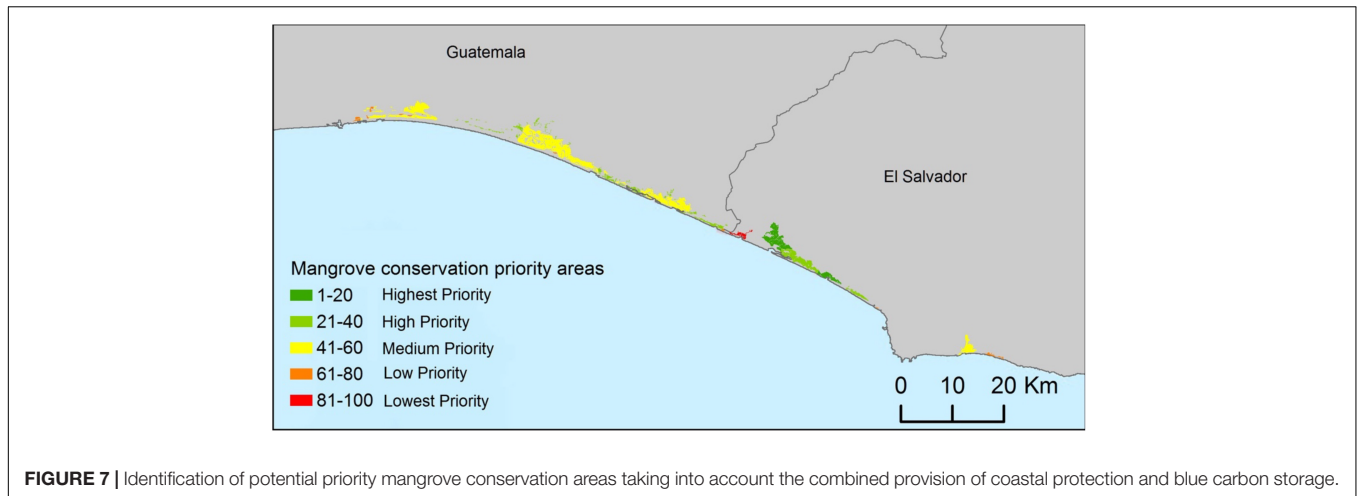 Guatemala
El Salvador
Mangrove conservation priority areas
1-20 Highest Priority
21-40 High Priority
41-60 Medium Priority
61-80 Low Priority
81-100 Lowest Priority
0 10 20 Km
FIGURE 7 | Identification of potential priority mangrove conservation areas taking into account the combined provision of coastal protection and blue carbon storage.